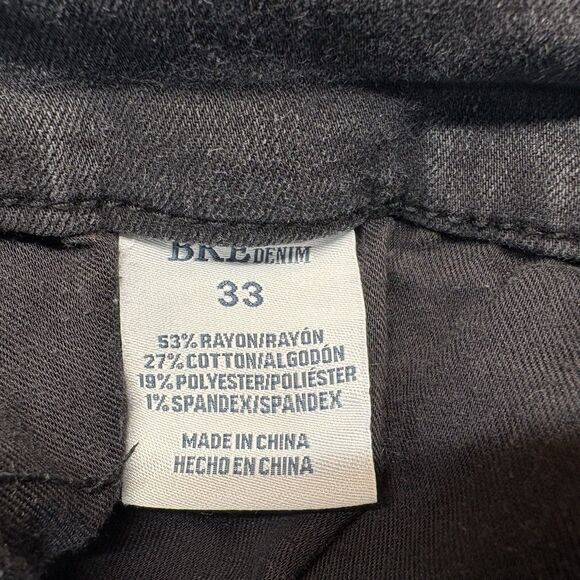 BKE DENIM
33
53% RAYON/RAYÓN
27% COTTON/ALGODÓN
19% POLYESTER/POLIÉSTER
1% SPANDEX/SPANDEX
MADE IN CHINA
HECHO EN CHINA